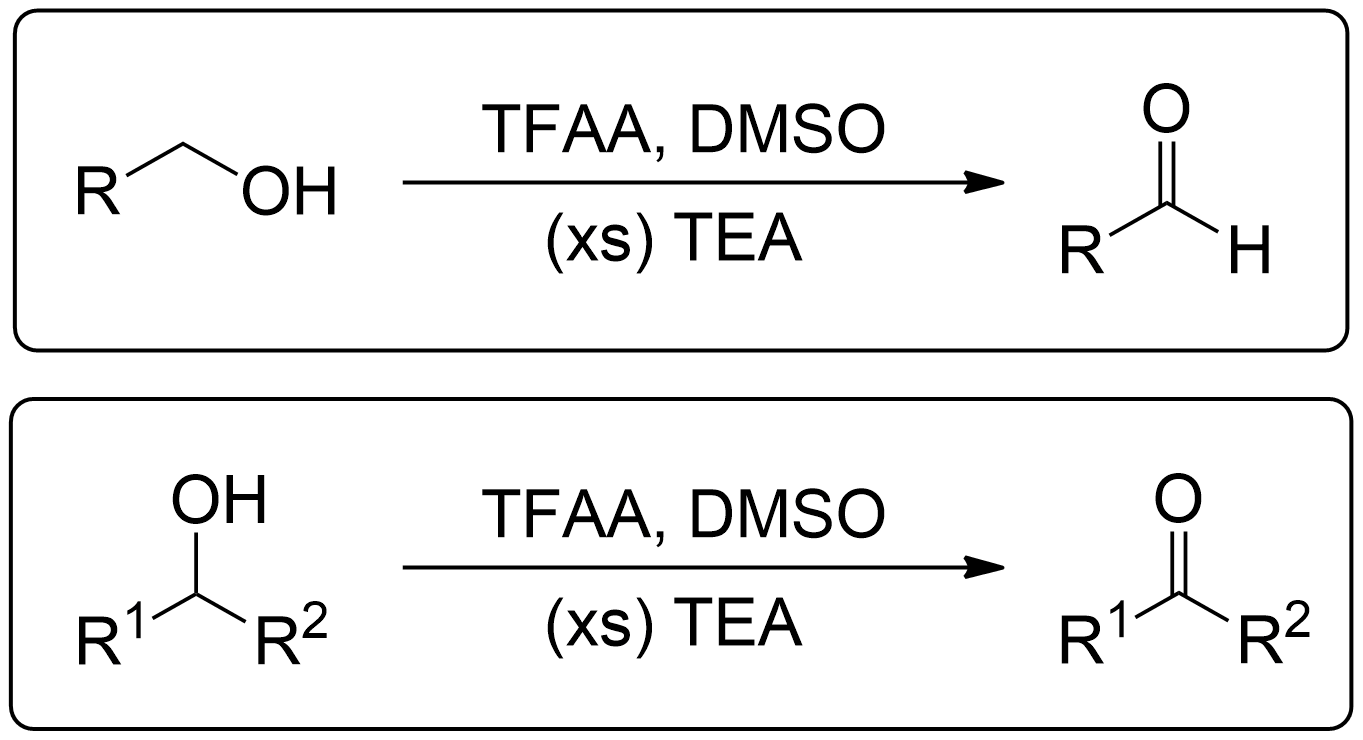 TFAA, DMSO
R OH (xs) TEA R O H
OH TFAA, DMSO O
R1 R2 (xs) TEA R1 R2